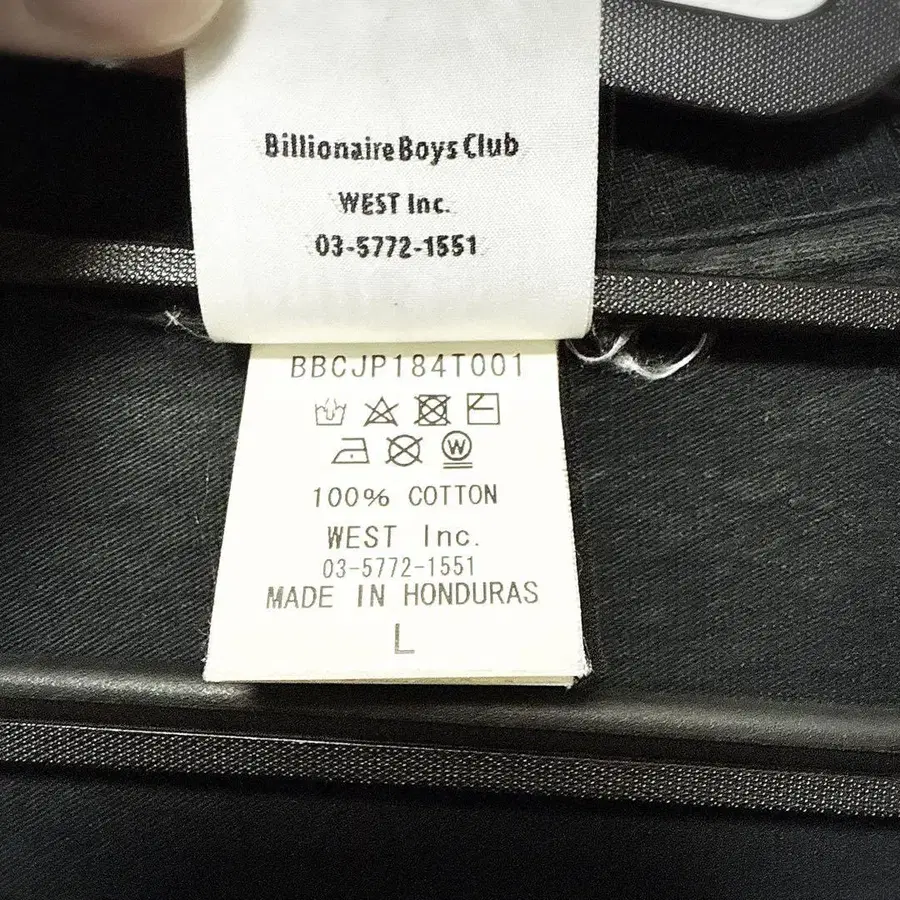 Billionaire Boys Club
WEST Inc.
03-5772-1551
BBCJP184T001
W
100% COTTON
WEST Inc.
03-5772-1551
MADE IN HONDURAS
L